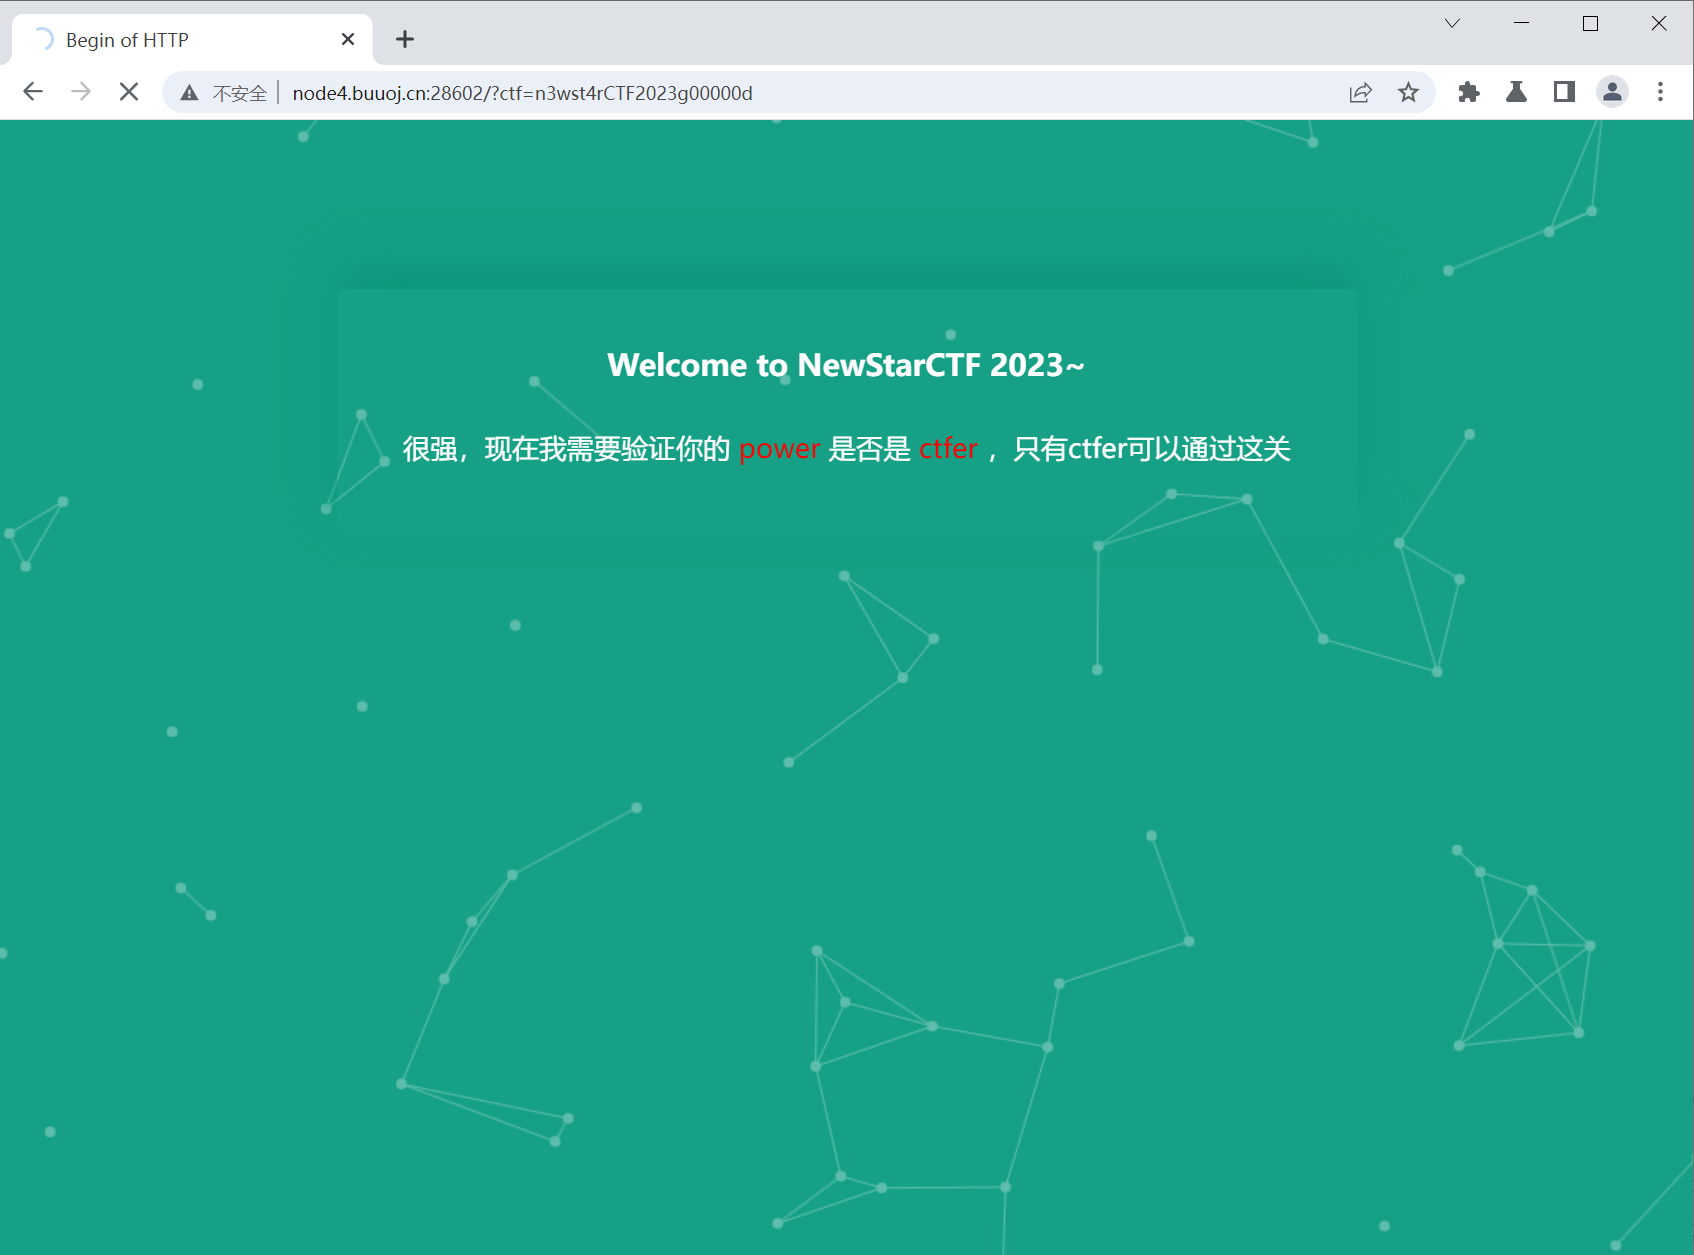 Begin of HTTP
不安全 node4.buuoj.cn:28602/?ctf=n3wst4rCTF2023g00000d
Welcome to NewStarCTF 2023~
很强，现在我需要验证你的 power 是否是 ctfer ，只有ctfer可以通过这关